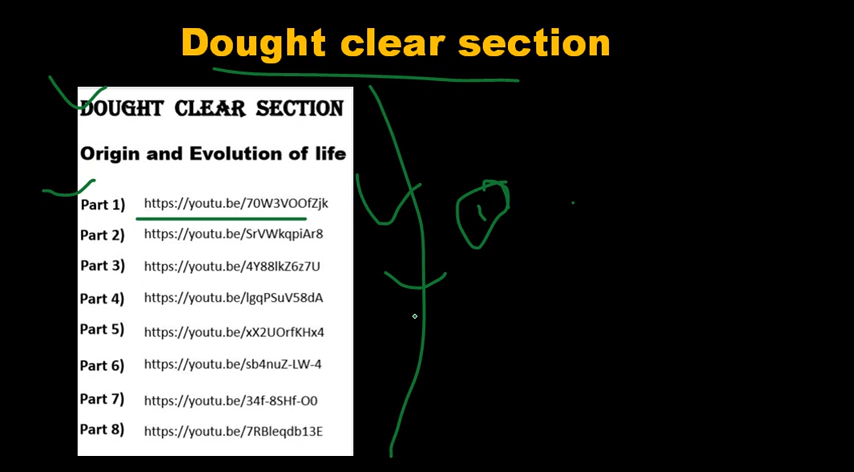 Dought clear section
DOUGHT CLEAR SECTION
Origin and Evolution of life
Part 1) https://youtu.be/70W3VOOfZjk
Part 2) https://youtu.be/SrVWkqpiAr8
Part 3) https://youtu.be/4Y88lkZ6z7U
Part 4) https://youtu.be/lgqPSuV58dA
Part 5) https://youtu.be/xX2UOrfKHx4
Part 6) https://youtu.be/sb4nuZ-LW-4
Part 7) https://youtu.be/34f-8SHf-O0
Part 8) https://youtu.be/7RBleqdb13E